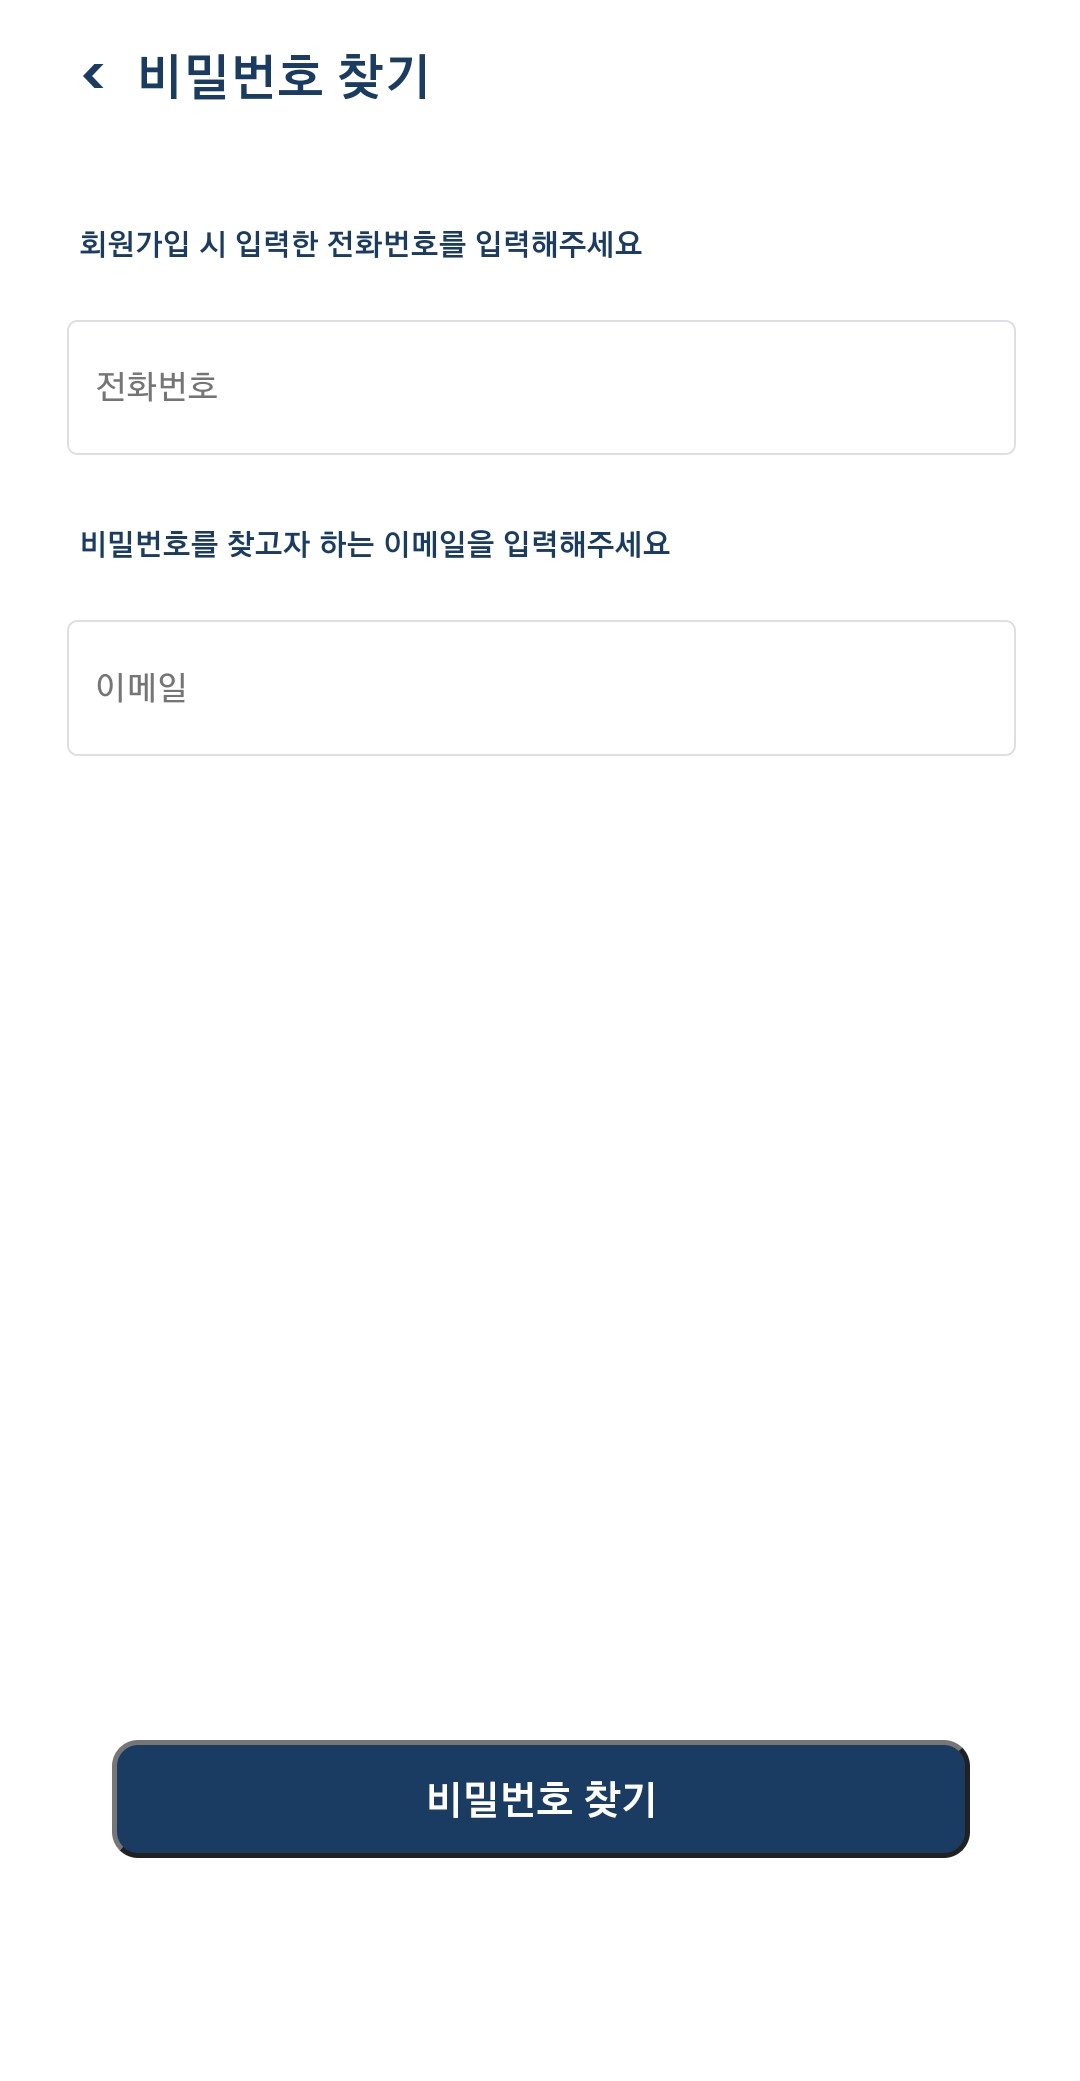 비밀번호 찾기
회원가입 시 입력한 전화번호를 입력해주세요
전화번호
비밀번호를 찾고자 하는 이메일을 입력해주세요
이메일
비밀번호 찾기